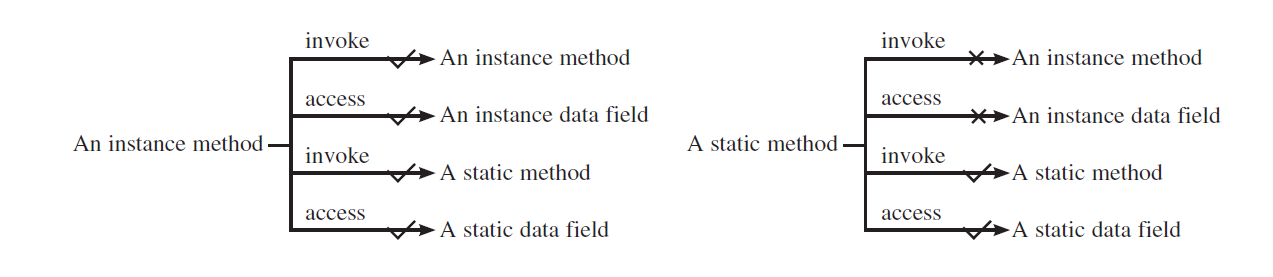 invoke
An instance method
access
An instance data field
An instance method
invoke
A static method
access
A static data field
invoke
An instance method
access
An instance data field
A static method
invoke
A static method
access
A static data field